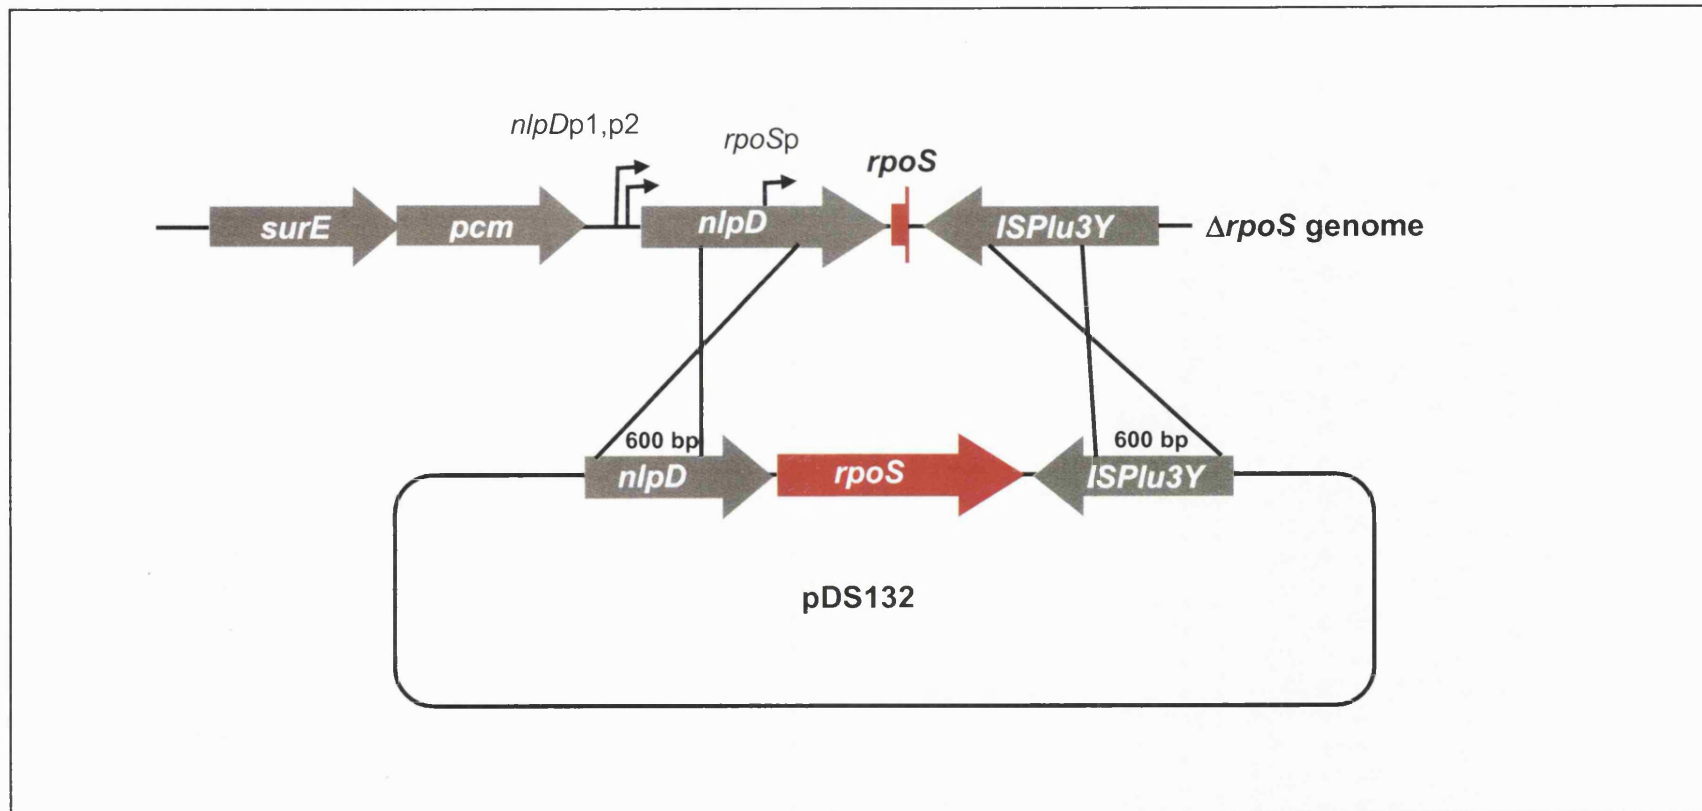 nlpDp1,p2
rpoSp
rpoS
surE
pcm
nlpD
ISPlu3Y
ΔrpoS genome
600 bp
600 bp
nlpD
rpoS
ISPlu3Y
pDS132